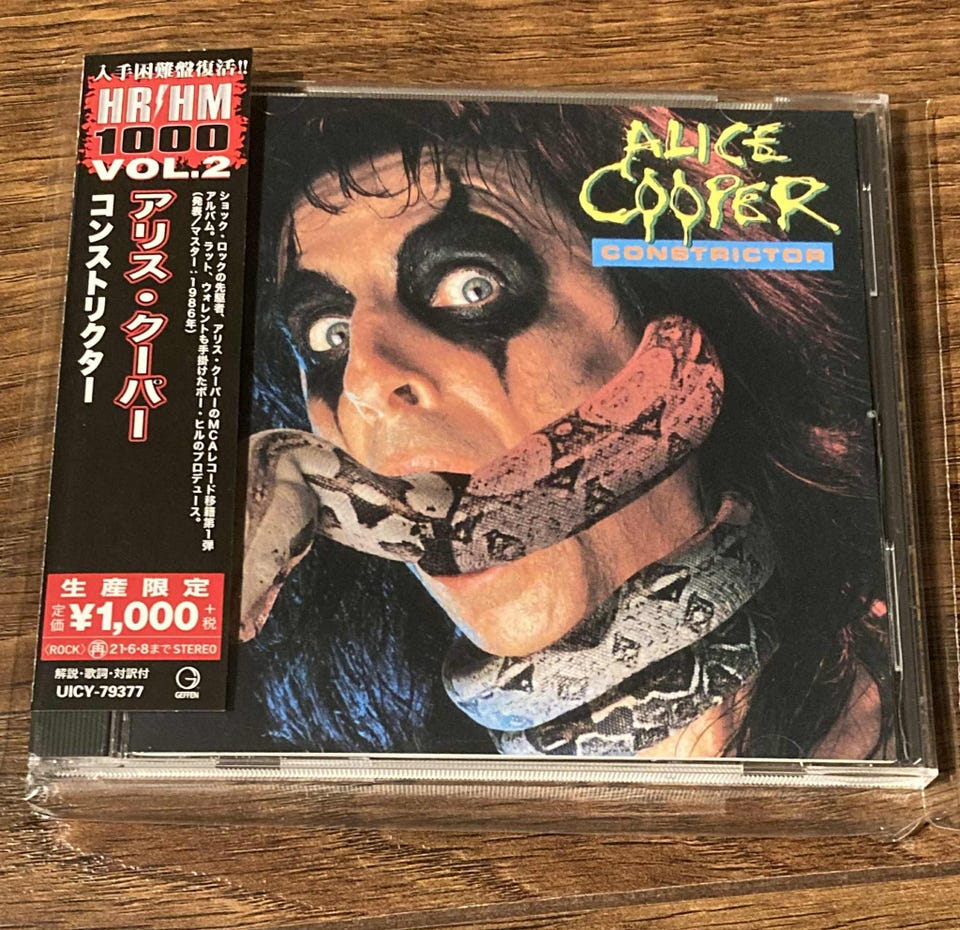 入手困難盤復活!!
HR/HM
1000
VOL.2
アリス・クーパー
コンストリクター
ショック・ロックの先駆者、アリス・クーパーのMCAレコード移籍第1弾
アルバム。ラット、ウォレントも手掛けたボー・ヒルのプロデュース。
(発表/マスター:1986年)
生産限定
定価 ¥1,000 +税
〈ROCK〉 再 21・6・8まで STEREO
解説・歌詞・対訳付
UICY-79377
GEFFEN
ALICE
COOPER
CONSTRICTOR